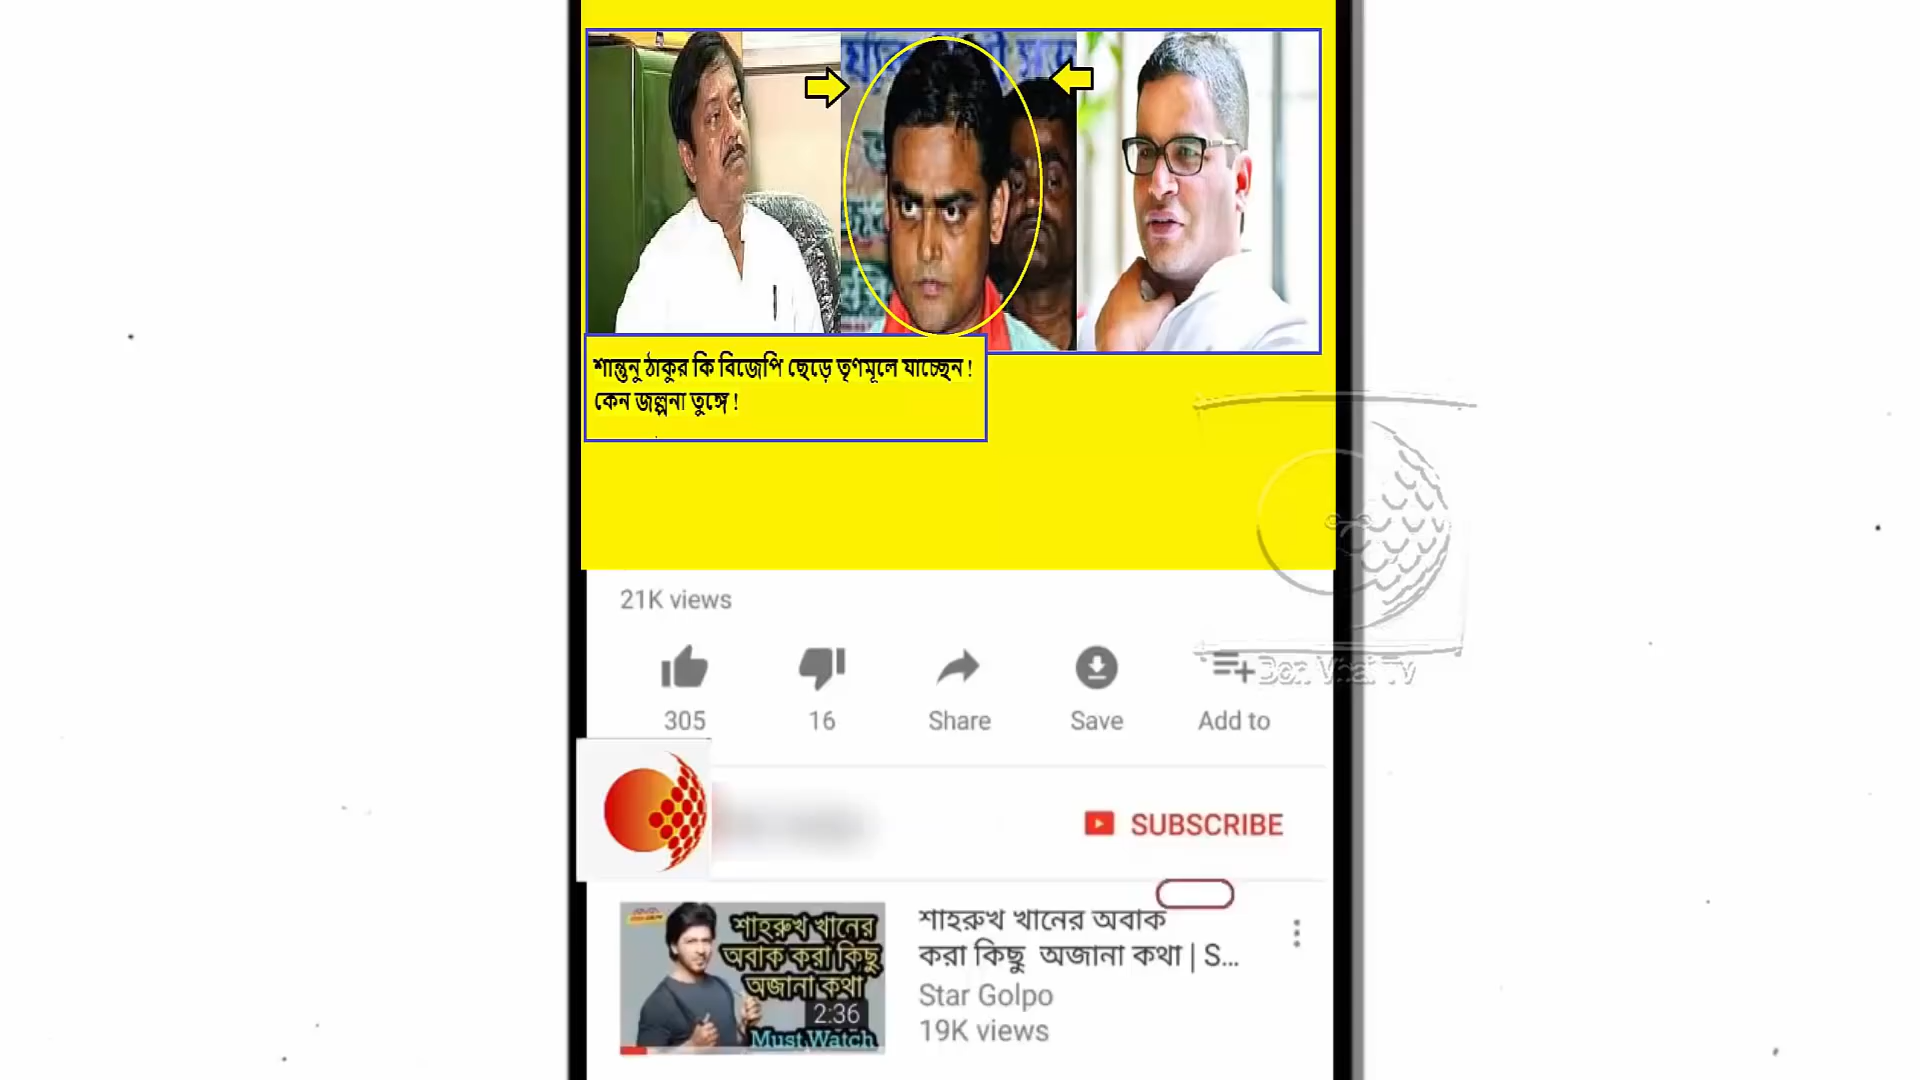 শান্তনু ঠাকুর কি বিজেপি ছেড়ে তৃণমূলে যাচ্ছেন !
কেন জল্পনা তুঙ্গে !
21K views
305
16
Share
Save
Add to
SUBSCRIBE
শাহরুখ খানের
অবাক করা কিছু
অজানা কথা
2:36
Must Watch
শাহরুখ খানের অবাক
করা কিছু অজানা কথা | S...
Star Golpo
19K views